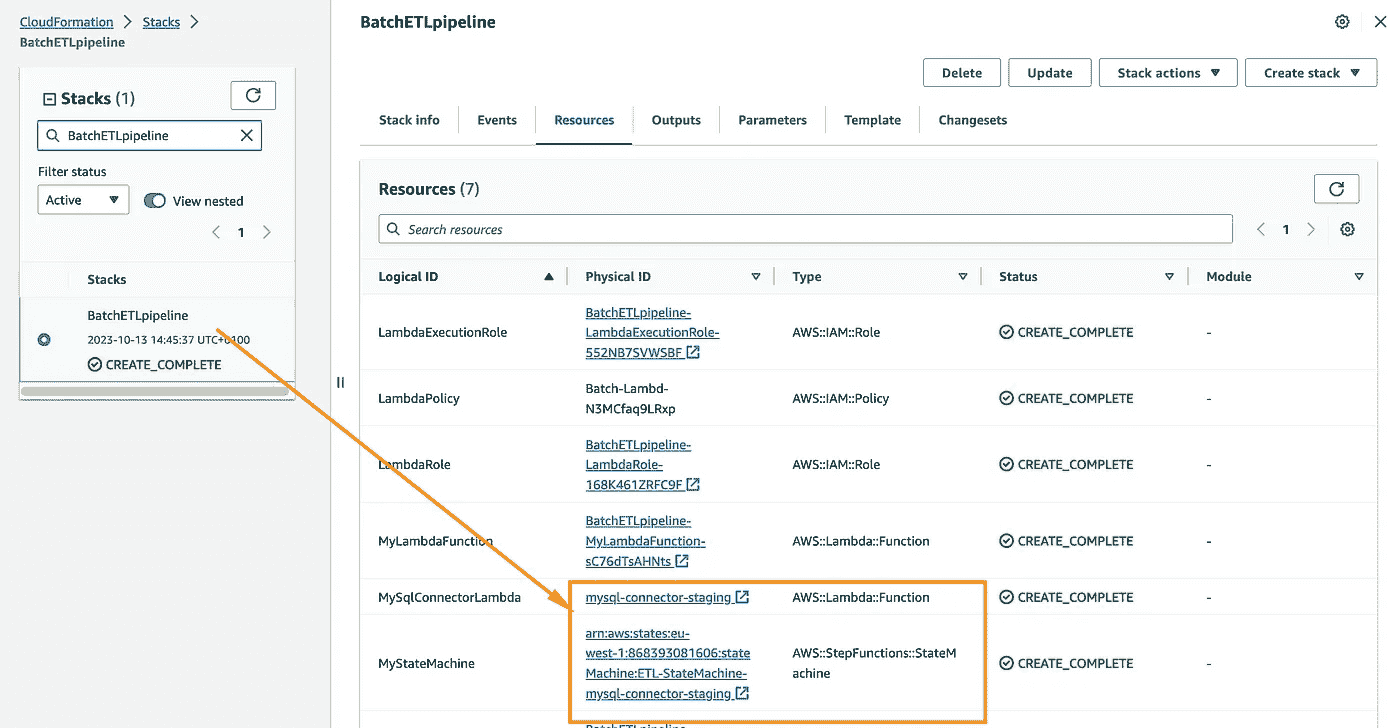 CloudFormation > Stacks >
BatchETLpipeline
Stacks (1)
BatchETLpipeline
Filter status
Active
View nested
1
Stacks
BatchETLpipeline
2023-10-13 14:45:37 UTC+0100
CREATE_COMPLETE
BatchETLpipeline
Delete
Update
Stack actions
Create stack
Stack info
Events
Resources
Outputs
Parameters
Template
Changesets
Resources (7)
Search resources
1
Logical ID
Physical ID
Type
Status
Module
LambdaExecutionRole
BatchETLpipeline-
LambdaExecutionRole-
552NB7SVWSBF
AWS::IAM::Role
CREATE_COMPLETE
-
LambdaPolicy
Batch-Lambd-
N3MCfaq9LRxp
AWS::IAM::Policy
CREATE_COMPLETE
-
LambdaRole
BatchETLpipeline-
LambdaRole-
168K461ZRFC9F
AWS::IAM::Role
CREATE_COMPLETE
-
MyLambdaFunction
BatchETLpipeline-
MyLambdaFunction-
sC76dTsAHNts
AWS::Lambda::Function
CREATE_COMPLETE
-
MySqlConnectorLambda
mysql-connector-staging
AWS::Lambda::Function
CREATE_COMPLETE
-
MyStateMachine
arn:aws:states:eu-
west-1:868393081606:state
Machine:ETL-StateMachine-
mysql-connector-staging
AWS::StepFunctions::StateM
achine
CREATE_COMPLETE
-